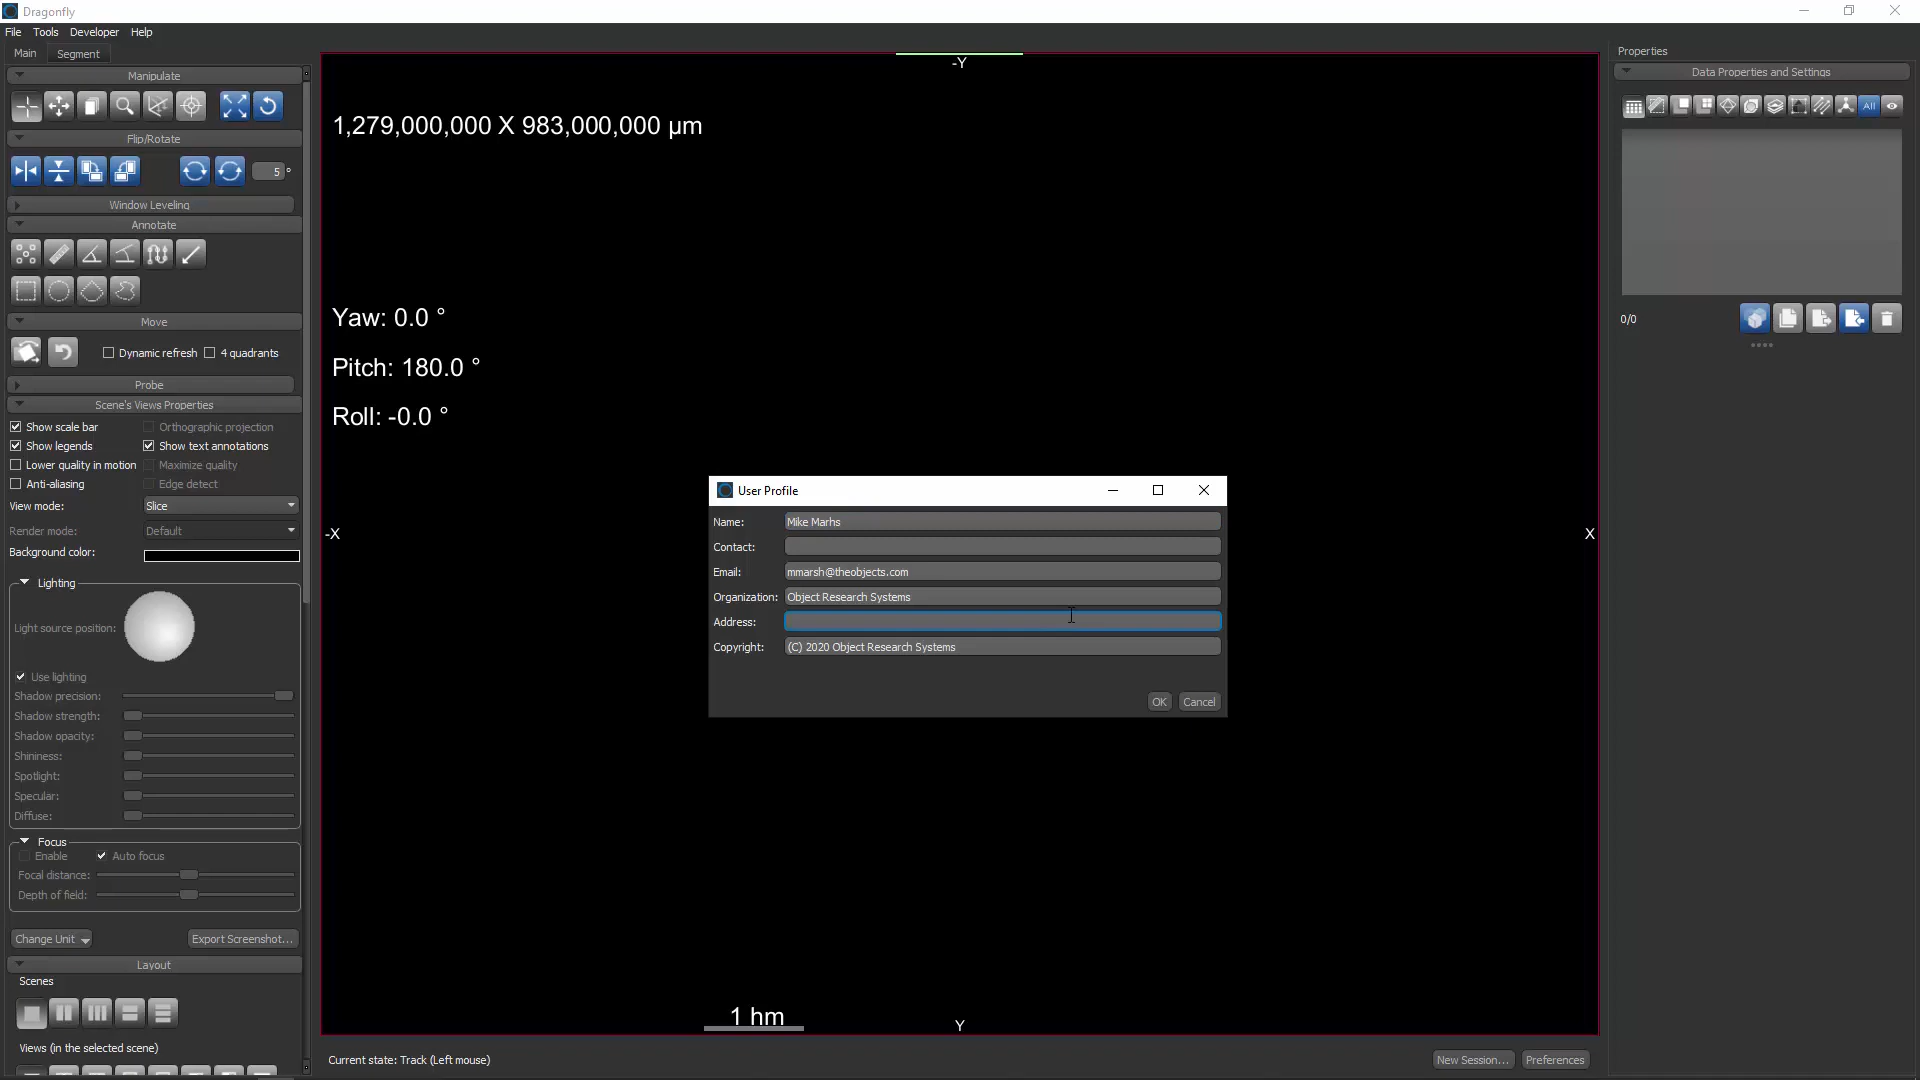 Dragonfly
File Tools Developer Help
Main Segment
Manipulate
Flip/Rotate
5 °
Window Leveling
Annotate
Move
Dynamic refresh 4 quadrants
Probe
Scene's Views Properties
Show scale bar Orthographic projection
Show legends Show text annotations
Lower quality in motion Maximize quality
Anti-aliasing Edge detect
View mode: Slice
Render mode: Default
Background color:
Lighting
Light source position:
Use lighting
Shadow precision:
Shadow strength:
Shadow opacity:
Shininess:
Spotlight:
Specular:
Diffuse:
Focus
Enable Auto focus
Focal distance:
Depth of field:
Change Unit Export Screenshot...
Layout
Scenes
Views (in the selected scene)
-Y
1,279,000,000 X 983,000,000 µm
Yaw: 0.0 °
Pitch: 180.0 °
Roll: -0.0 °
-X
X
User Profile
Name: Mike Marhs
Contact:
Email: mmarsh@theobjects.com
Organization: Object Research Systems
Address:
Copyright: (C) 2020 Object Research Systems
OK Cancel
1 hm
Y
Current state: Track (Left mouse)
New Session... Preferences
Properties
Data Properties and Settings
All
0/0